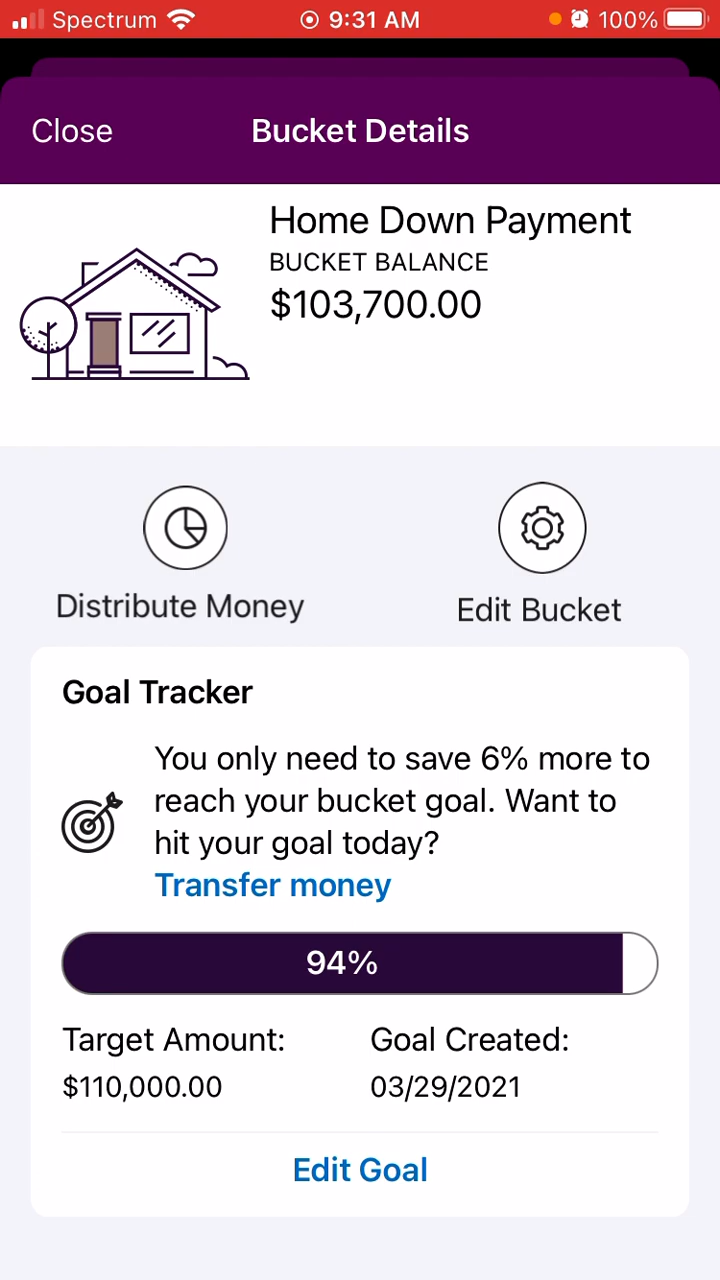 Spectrum 9:31 AM 100%
Close Bucket Details
Home Down Payment
BUCKET BALANCE
$103,700.00
Distribute Money Edit Bucket
Goal Tracker
You only need to save 6% more to
reach your bucket goal. Want to
hit your goal today?
Transfer money
94%
Target Amount: Goal Created:
$110,000.00 03/29/2021
Edit Goal